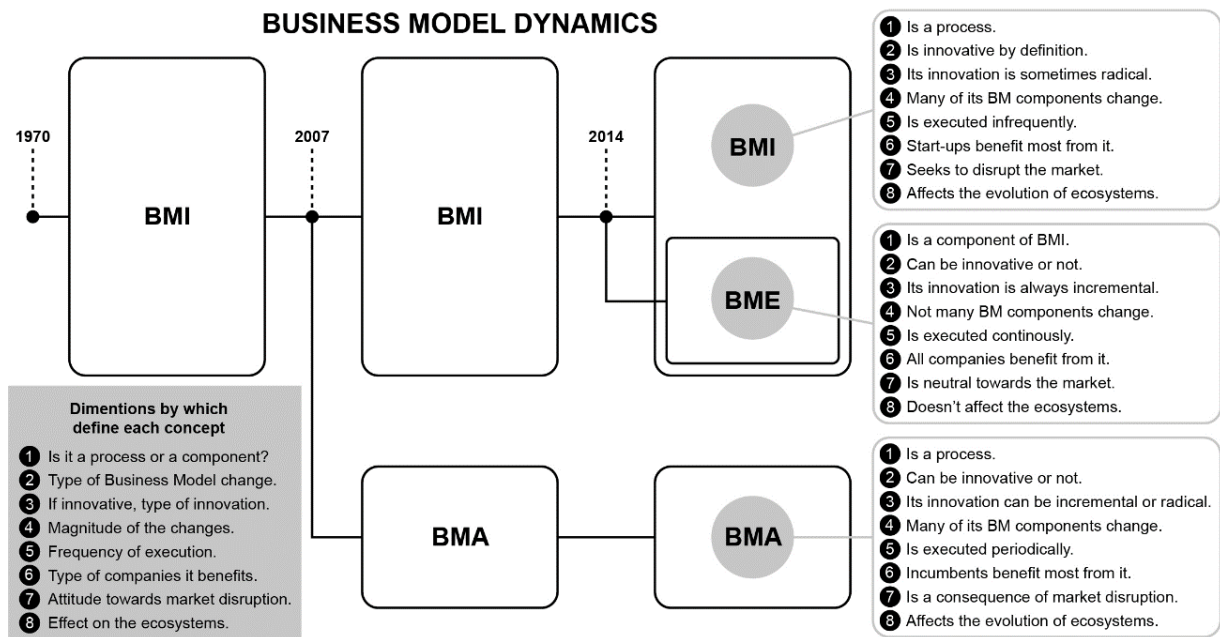 BUSINESS MODEL DYNAMICS
1970
2007
2014
BMI
BMI
BMI
BME
BMA
BMA
1 Is a process.
2 Is innovative by definition.
3 Its innovation is sometimes radical.
4 Many of its BM components change.
5 Is executed infrequently.
6 Start-ups benefit most from it.
7 Seeks to disrupt the market.
8 Affects the evolution of ecosystems.
1 Is a component of BMI.
2 Can be innovative or not.
3 Its innovation is always incremental.
4 Not many BM components change.
5 Is executed continously.
6 All companies benefit from it.
7 Is neutral towards the market.
8 Doesn't affect the ecosystems.
1 Is a process.
2 Can be innovative or not.
3 Its innovation can be incremental or radical.
4 Many of its BM components change.
5 Is executed periodically.
6 Incumbents benefit most from it.
7 Is a consequence of market disruption.
8 Affects the evolution of ecosystems.
Dimentions by which
define each concept
1 Is it a process or a component?
2 Type of Business Model change.
3 If innovative, type of innovation.
4 Magnitude of the changes.
5 Frequency of execution.
6 Type of companies it benefits.
7 Attitude towards market disruption.
8 Effect on the ecosystems.